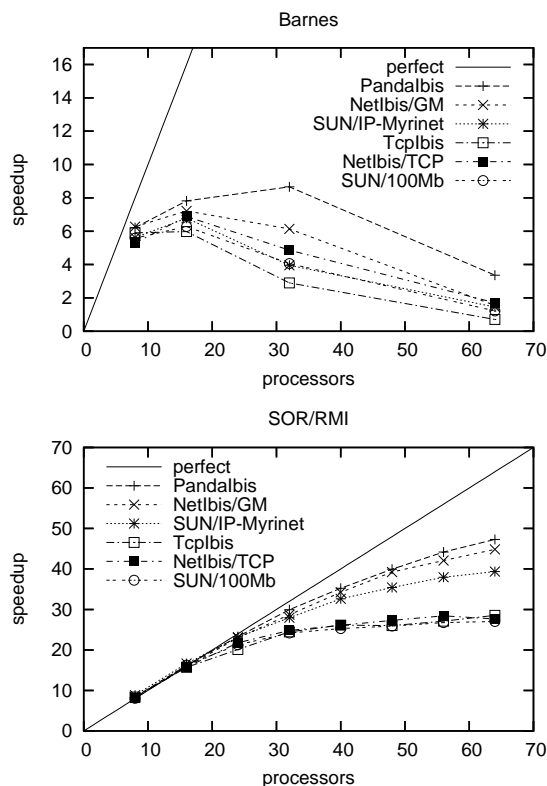 Barnes
16
14
12
10
8
6
4
2
0
speedup
perfect
PandaIbis
NetIbis/GM
SUN/IP-Myrinet
TcpIbis
NetIbis/TCP
SUN/100Mb
0 10 20 30 40 50 60 70
processors
SOR/RMI
70
60
50
40
30
20
10
0
speedup
perfect
PandaIbis
NetIbis/GM
SUN/IP-Myrinet
TcpIbis
NetIbis/TCP
SUN/100Mb
0 10 20 30 40 50 60 70
processors